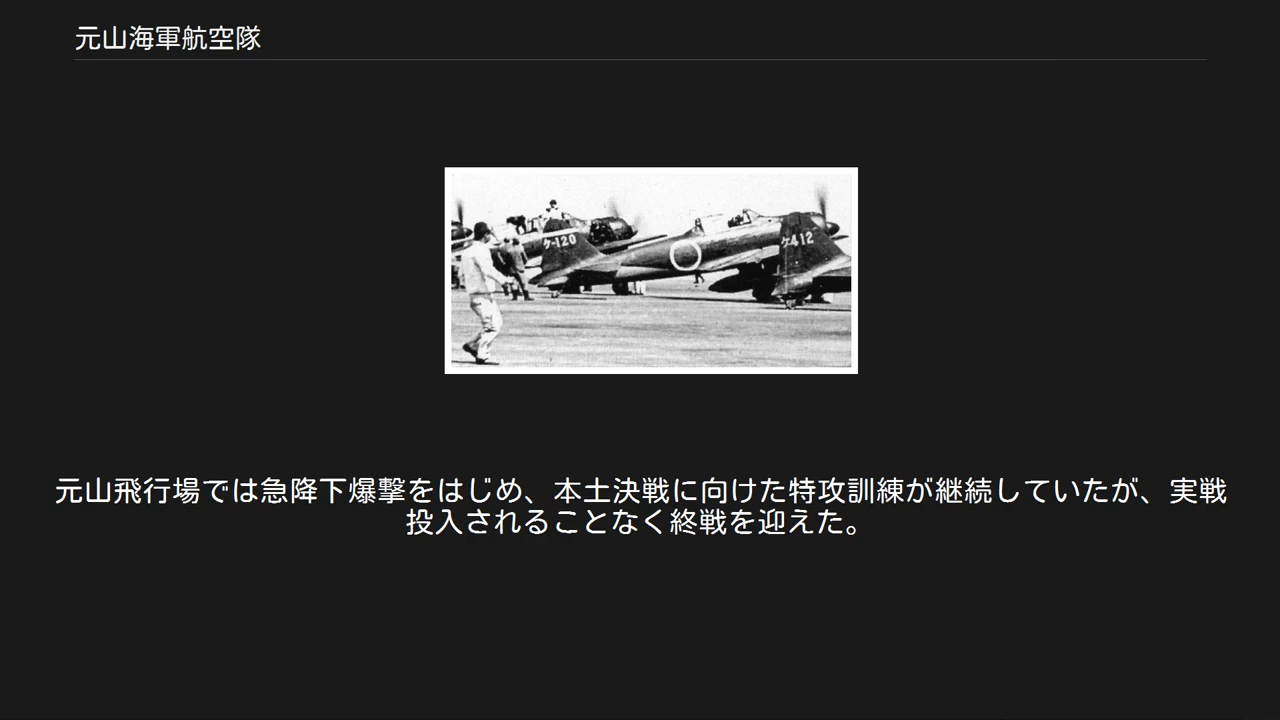 元山海軍航空隊
ケ-120
ケ-412
元山飛行場では急降下爆撃をはじめ、本土決戦に向けた特攻訓練が継続していたが、実戦
投入されることなく終戦を迎えた。